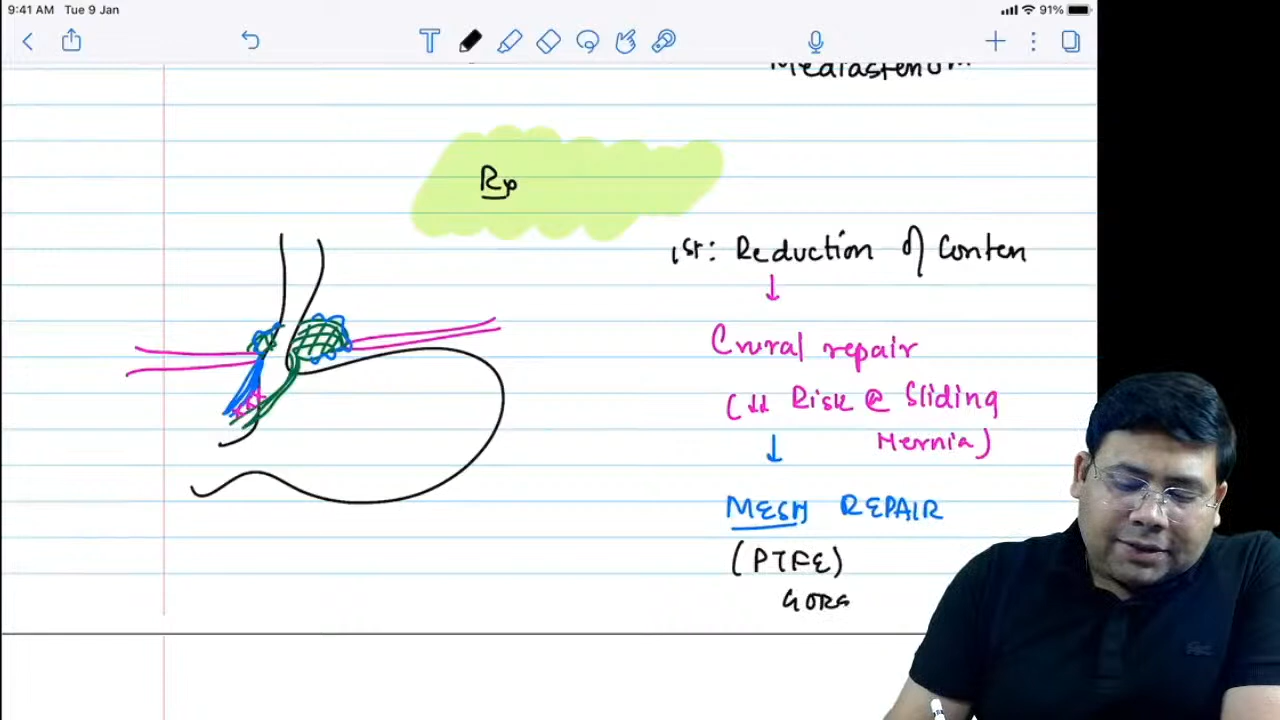 9:41 AM Tue 9 Jan
91%
Mediastenum
Rx
1st: Reduction of Conten
↓
Crural repair
(↓↓ Risk @ Sliding
Hernia)
↓
MESH REPAIR
(PTFE)
GORE